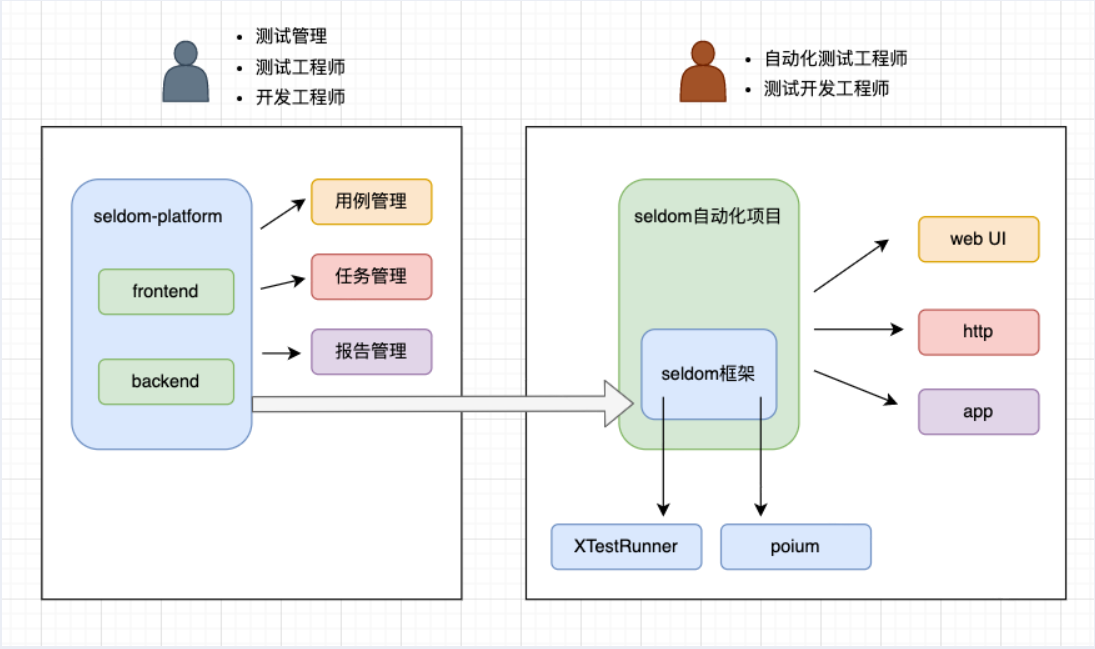 测试管理
测试工程师
开发工程师
自动化测试工程师
测试开发工程师
seldom-platform
frontend
backend
用例管理
任务管理
报告管理
seldom自动化项目
seldom框架
web UI
http
app
XTestRunner
poium